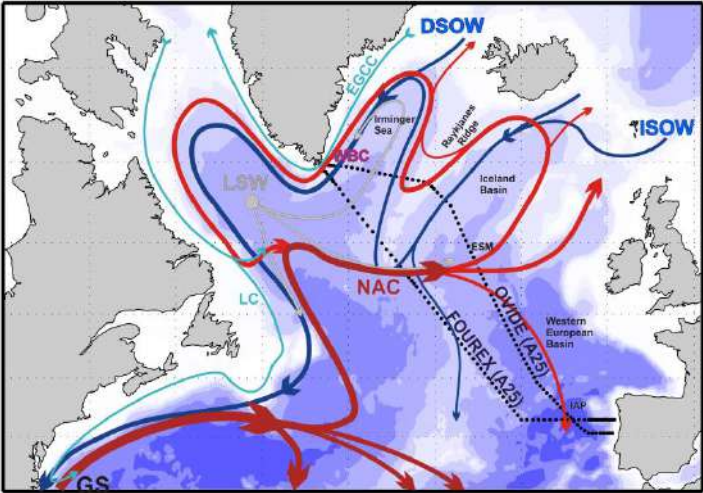 DSOW
EGCC
Irminger
Sea
Reykjanes
Ridge
ISOW
WBC
LSW
Iceland
Basin
ESM
NAC
LC
OVIDE (A25)
FOUREX (A25)
Western
European
Basin
IAP
GS